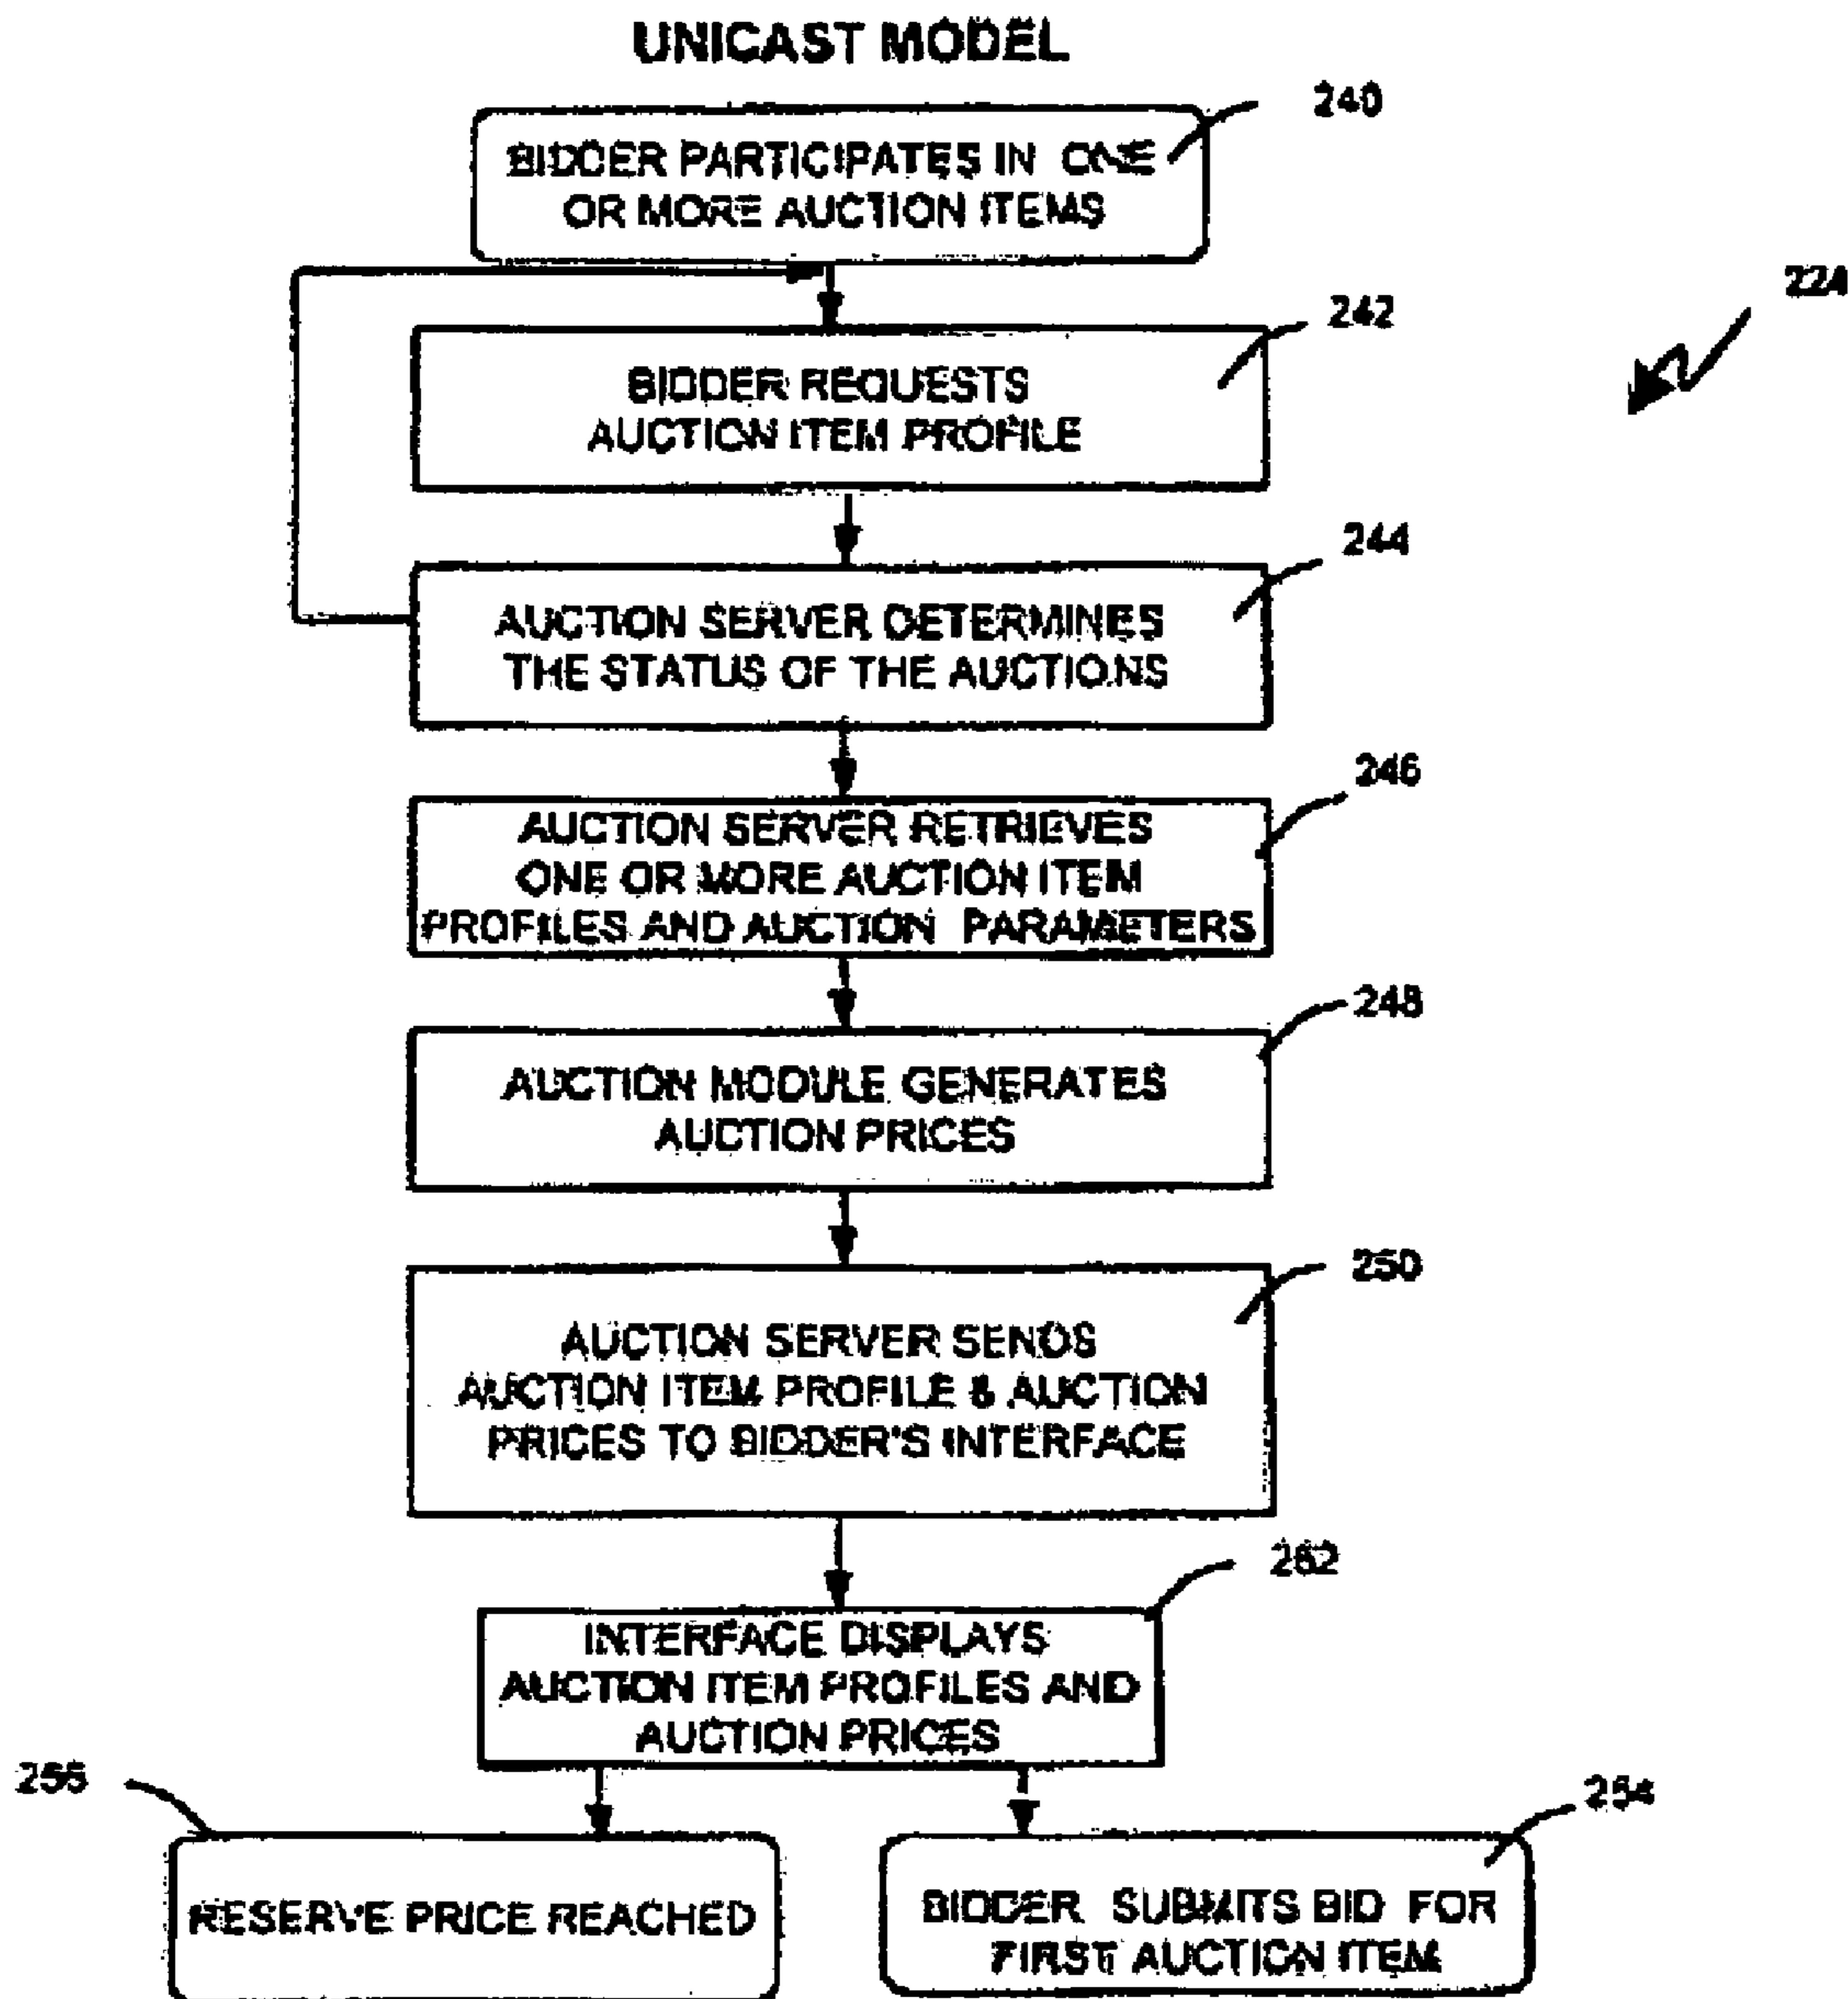 UNICAST MODEL
240
BIDDER PARTICIPATES IN ONE
OR MORE AUCTION ITEMS
224
242
BIDDER REQUESTS
AUCTION ITEM PROFILE
244
AUCTION SERVER DETERMINES
THE STATUS OF THE AUCTIONS
246
AUCTION SERVER RETRIEVES
ONE OR MORE AUCTION ITEM
PROFILES AND AUCTION PARAMETERS
248
AUCTION MODULE GENERATES
AUCTION PRICES
250
AUCTION SERVER SENDS
AUCTION ITEM PROFILE & AUCTION
PRICES TO BIDDER'S INTERFACE
252
INTERFACE DISPLAYS
AUCTION ITEM PROFILES AND
AUCTION PRICES
254
RESERVE PRICE REACHED
BIDDER SUBMITS BID FOR
FIRST AUCTION ITEM